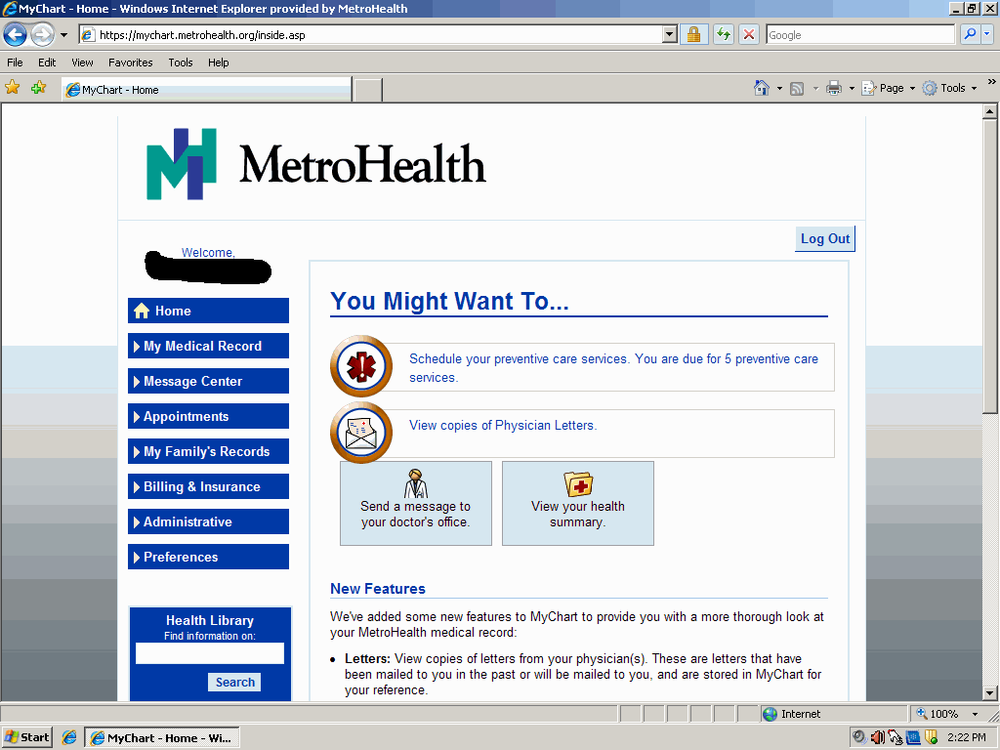 MyChart - Home - Windows Internet Explorer provided by MetroHealth
https://mychart.metrohealth.org/inside.asp
Google
File Edit View Favorites Tools Help
MyChart - Home
Page Tools
MetroHealth
Log Out
Welcome,
Home
My Medical Record
Message Center
Appointments
My Family's Records
Billing & Insurance
Administrative
Preferences
Health Library
Find information on:
Search
You Might Want To...
Schedule your preventive care services. You are due for 5 preventive care
services.
View copies of Physician Letters.
Send a message to
your doctor's office.
View your health
summary.
New Features
We've added some new features to MyChart to provide you with a more thorough look at
your MetroHealth medical record:
• Letters: View copies of letters from your physician(s). These are letters that have
been mailed to you in the past or will be mailed to you, and are stored in MyChart for
your reference.
Internet
100%
Start
MyChart - Home - Wi...
2:22 PM